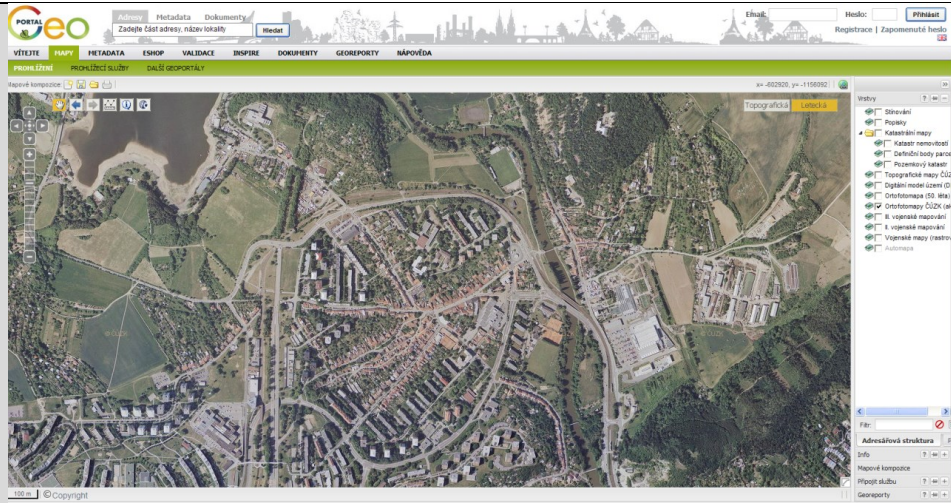 PORTAL
Geo
Adresy Metadata Dokumenty
Zadejte část adresy, název lokality Hledat
Email: Heslo: Přihlásit
Registrace | Zapomenuté heslo
VÍTEJTE MAPY METADATA ESHOP VALIDACE INSPIRE DOKUMENTY GEOREPORTY NÁPOVĚDA
PROHLÍŽENÍ PROHLÍŽECÍ SLUŽBY DALŠÍ GEOPORTÁLY
Mapové kompozice:
x= -602920, y= -1156092
Topografická Letecká
Vrstvy
Stínování
Popisky
Katastrální mapy
Katastr nemovitostí
Definiční body parce
Pozemkový katastr
Topografické mapy ČÚZ
Digitální model území (D
Ortofotomapa (50. léta)
Ortofotomapy ČÚZK (ak
III. vojenské mapování
II. vojenské mapování
Vojenské mapy (rastrov
Automapa
Filtr:
Adresářová struktura
Info
Mapové kompozice
Připojit službu
Georeporty
100 m © Copyright